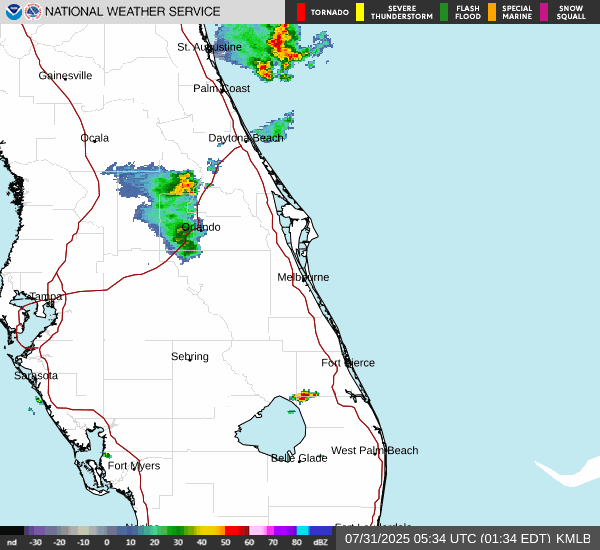 NATIONAL WEATHER SERVICE
TORNADO
SEVERE THUNDERSTORM
FLASH FLOOD
SPECIAL MARINE
SNOW SQUALL
St. Augustine
Gainesville
Palm Coast
Ocala
Daytona Beach
Orlando
Melbourne
Tampa
Sebring
Fort Pierce
Sarasota
West Palm Beach
Belle Glade
Fort Myers
nd -30 -20 -10 0 10 20 30 40 50 60 70 80 dBZ
07/31/2025 05:34 UTC (01:34 EDT) KMLB